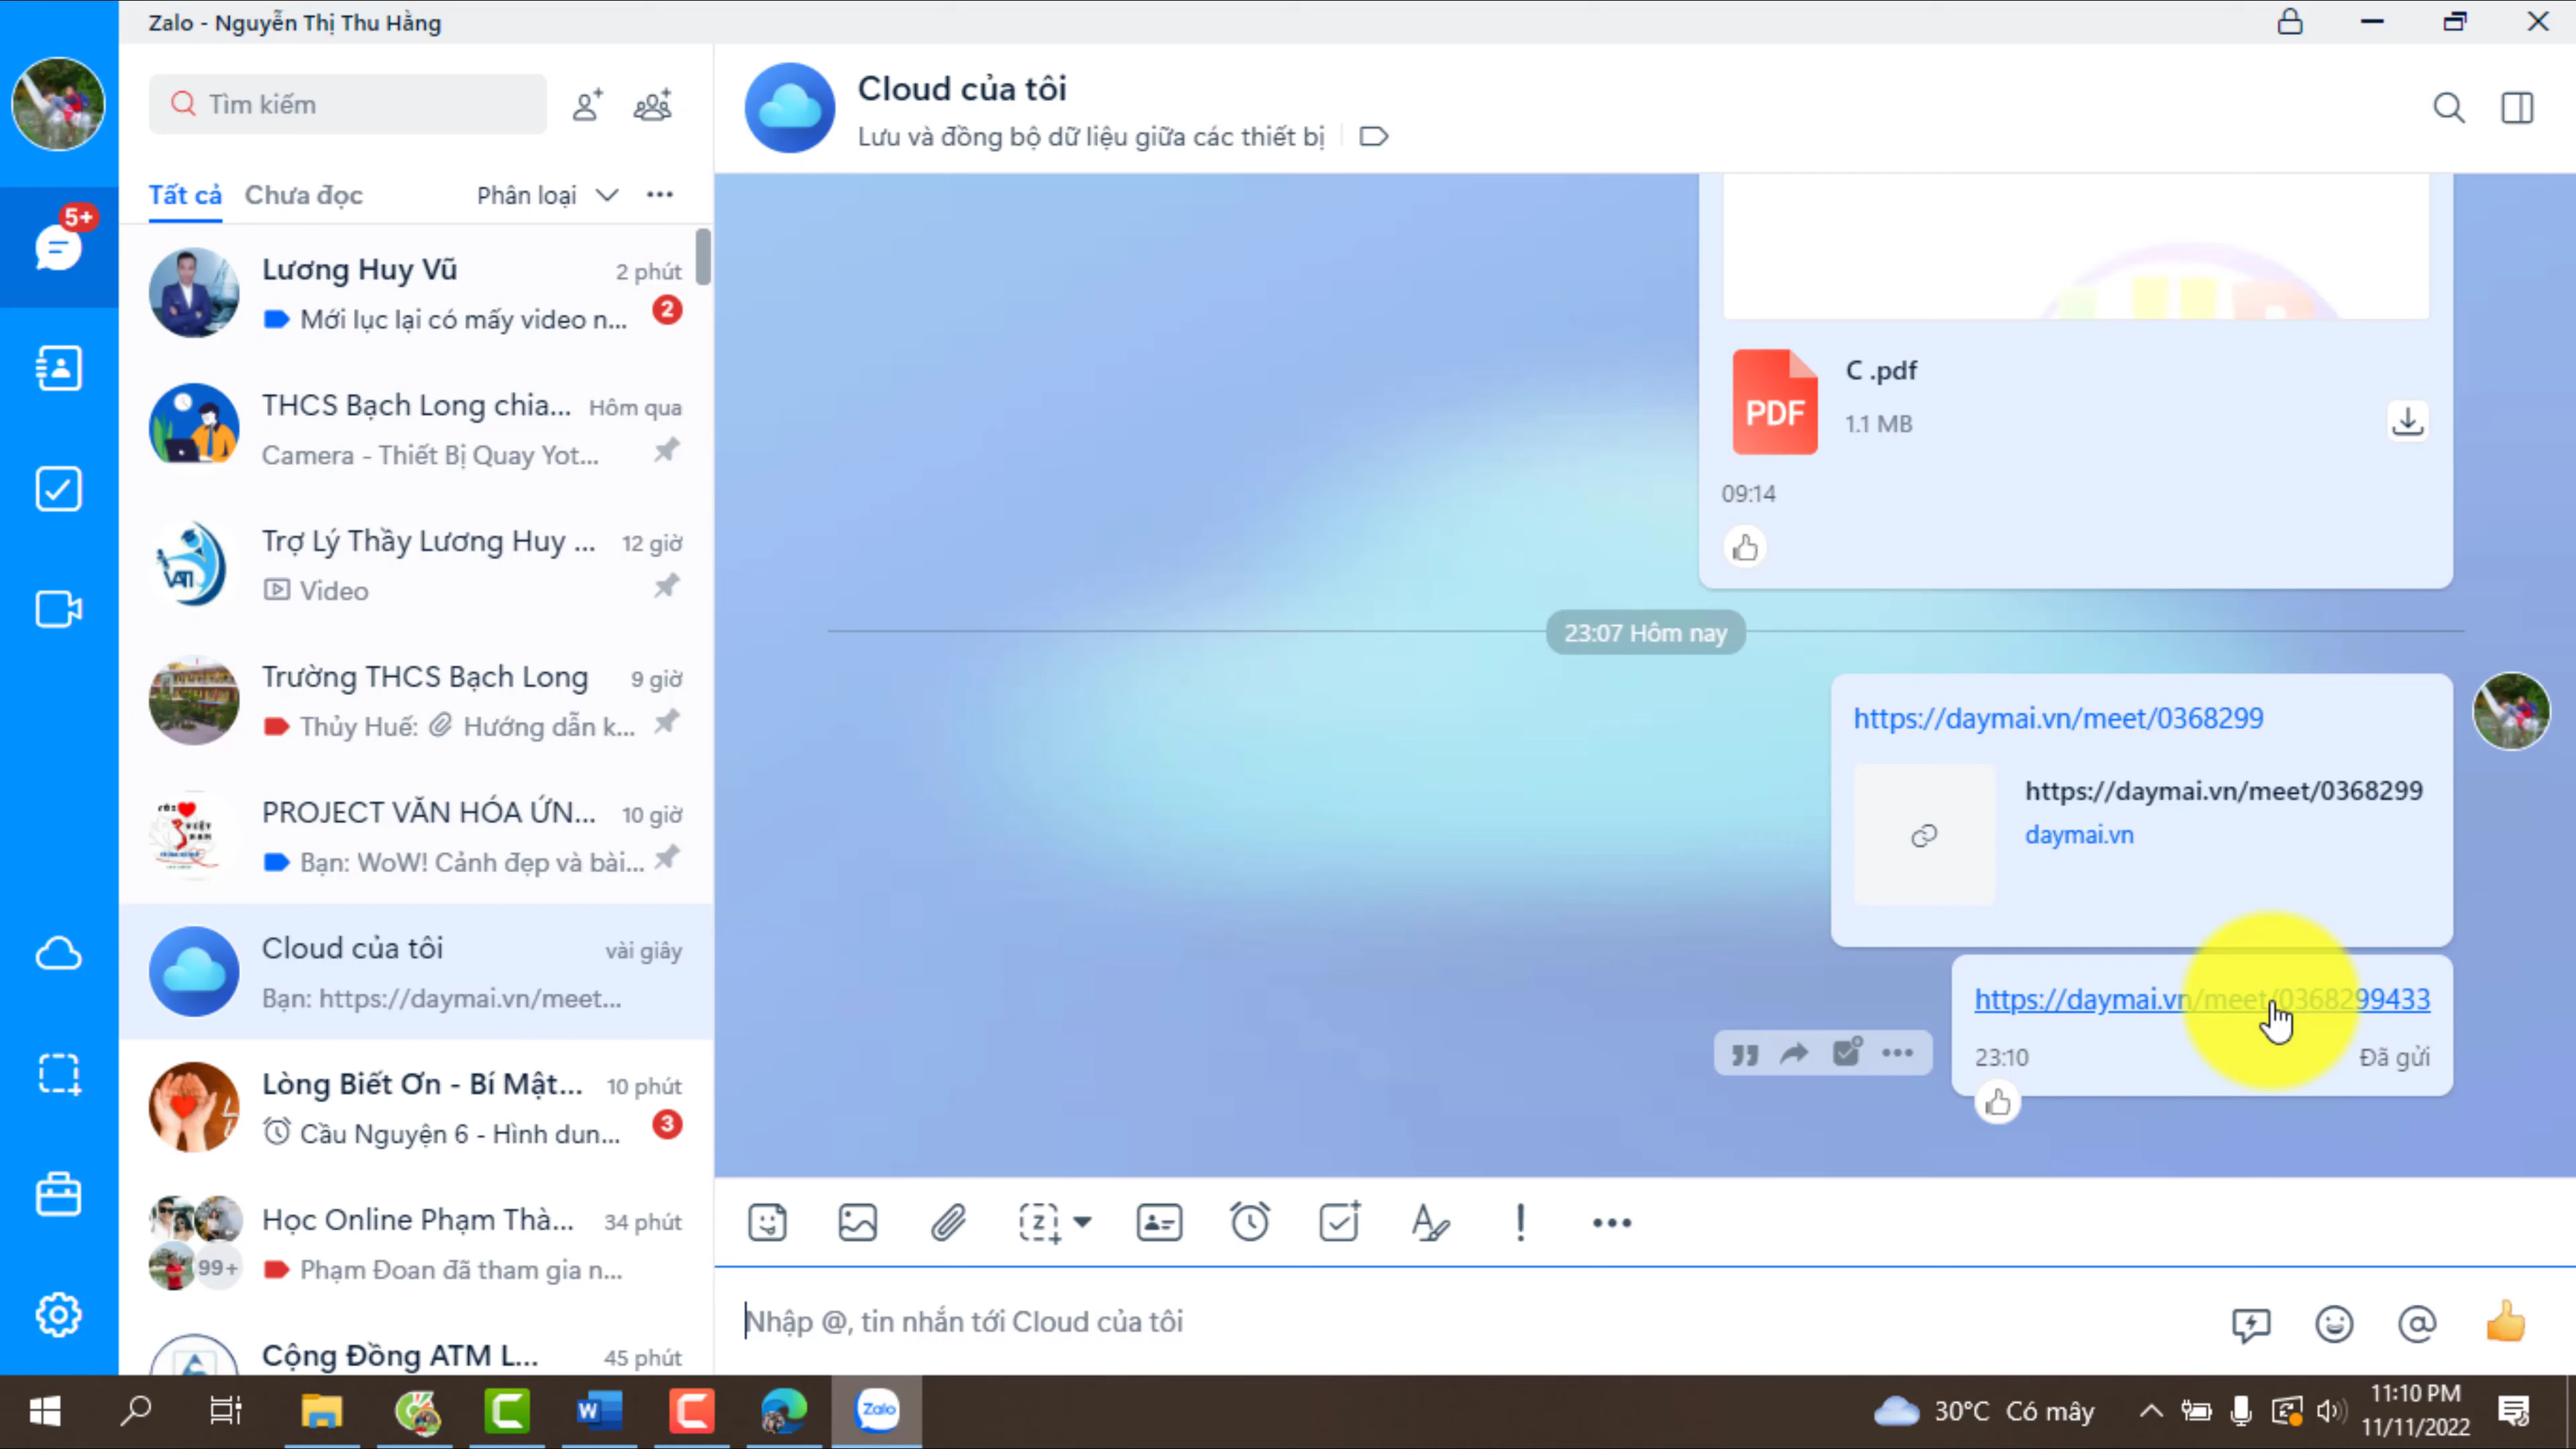 Zalo - Nguyễn Thị Thu Hằng
Tìm kiếm
Tất cả Chưa đọc Phân loại
5+
Lương Huy Vũ 2 phút
Mới lục lại có mấy video n... 2
THCS Bạch Long chia... Hôm qua
Camera - Thiết Bị Quay Yot...
Trợ Lý Thầy Lương Huy ... 12 giờ
Video
Trường THCS Bạch Long 9 giờ
Thủy Huế: Hướng dẫn k...
PROJECT VĂN HÓA ỨN... 10 giờ
Bạn: WoW! Cảnh đẹp và bài...
Cloud của tôi vài giây
Bạn: https://daymai.vn/meet...
Lòng Biết Ơn - Bí Mật... 10 phút
Cầu Nguyện 6 - Hình dun... 3
Học Online Phạm Thà... 34 phút
99+ Phạm Đoan đã tham gia n...
Cộng Đồng ATM L... 45 phút
Cloud của tôi
Lưu và đồng bộ dữ liệu giữa các thiết bị
C .pdf
PDF
1.1 MB
09:14
23:07 Hôm nay
https://daymai.vn/meet/0368299
https://daymai.vn/meet/0368299
daymai.vn
https://daymai.vn/meet/0368299433
23:10 Đã gửi
Nhập @, tin nhắn tới Cloud của tôi
Zalo
30°C Có mây
11:10 PM
11/11/2022